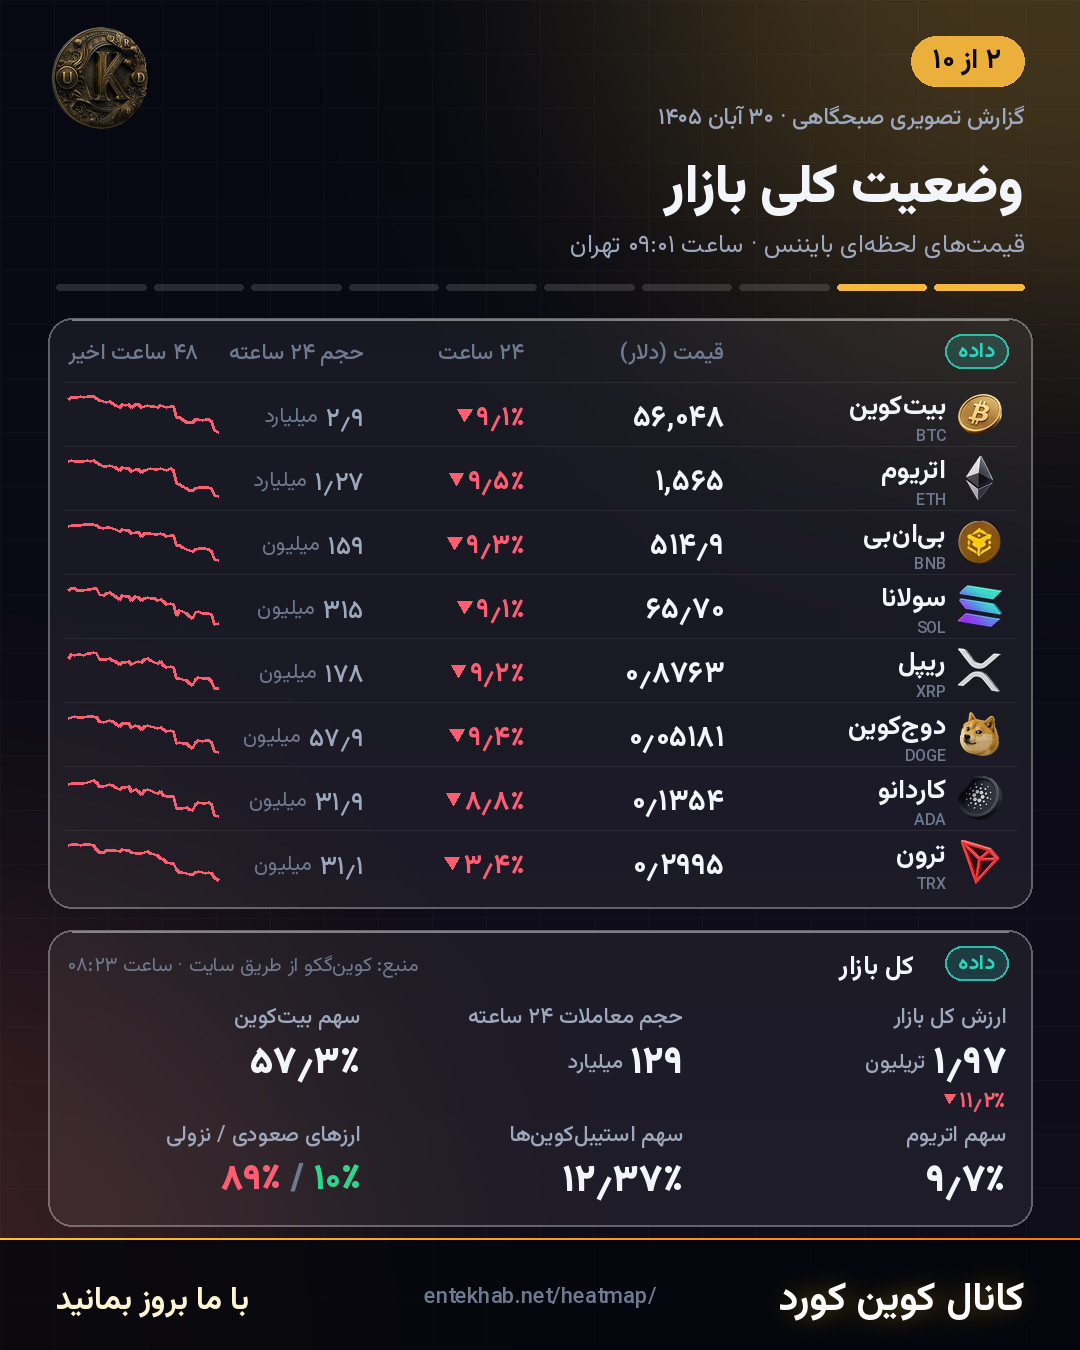 ۲ از ۱۰
گزارش تصویری صبحگاهی · ۳۰ آبان ۱۴۰۵
وضعیت کلی بازار
قیمت‌های لحظه‌ای بایننس · ساعت ۰۹:۰۱ تهران
داده قیمت (دلار) ۲۴ ساعت حجم ۲۴ ساعته ۴۸ ساعت اخیر
بیت‌کوین ۵۶,۰۴۸ ▼۹٫۱٪ ۲٫۹ میلیارد
BTC
اتریوم ۱,۵۶۵ ▼۹٫۵٪ ۱٫۲۷ میلیارد
ETH
بی‌ان‌بی ۵۱۴٫۹ ▼۹٫۳٪ ۱۵۹ میلیون
BNB
سولانا ۶۵٫۷۰ ▼۹٫۱٪ ۳۱۵ میلیون
SOL
ریپل ۰٫۸۷۶۳ ▼۹٫۲٪ ۱۷۸ میلیون
XRP
دوج‌کوین ۰٫۰۵۱۸۱ ▼۹٫۴٪ ۵۷٫۹ میلیون
DOGE
کاردانو ۰٫۱۳۵۴ ▼۸٫۸٪ ۳۱٫۹ میلیون
ADA
ترون ۰٫۲۹۹۵ ▼۳٫۴٪ ۳۱٫۱ میلیون
TRX
داده کل بازار منبع: کوین‌گکو از طریق سایت · ساعت ۰۸:۲۳
ارزش کل بازار حجم معاملات ۲۴ ساعته سهم بیت‌کوین
۱٫۹۷ تریلیون ۱۲۹ میلیارد ۵۷٫۳٪
▼۱۱٫۲٪
سهم اتریوم سهم استیبل‌کوین‌ها ارزهای صعودی / نزولی
۹٫۷٪ ۱۲٫۳۷٪ ۱۰٪ / ۸۹٪
کانال کوین کورد entekhab.net/heatmap/ با ما بروز بمانید